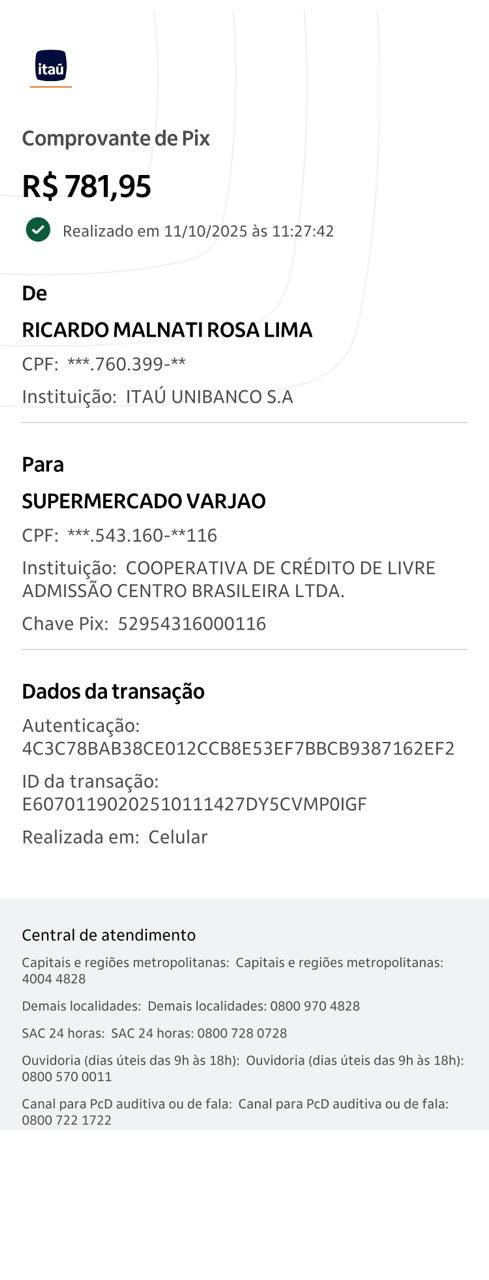 itaú
Comprovante de Pix
R$ 781,95
Realizado em 11/10/2025 às 11:27:42
De
RICARDO MALNATI ROSA LIMA
CPF: ***.760.399-**
Instituição: ITAÚ UNIBANCO S.A
Para
SUPERMERCADO VARJAO
CPF: ***.543.160-**116
Instituição: COOPERATIVA DE CRÉDITO DE LIVRE
ADMISSÃO CENTRO BRASILEIRA LTDA.
Chave Pix: 52954316000116
Dados da transação
Autenticação:
4C3C78BAB38CE012CCB8E53EF7BBCB9387162EF2
ID da transação:
E60701190202510111427DY5CVMP0IGF
Realizada em: Celular
Central de atendimento
Capitais e regiões metropolitanas: Capitais e regiões metropolitanas:
4004 4828
Demais localidades: Demais localidades: 0800 970 4828
SAC 24 horas: SAC 24 horas: 0800 728 0728
Ouvidoria (dias úteis das 9h às 18h): Ouvidoria (dias úteis das 9h às 18h):
0800 570 0011
Canal para PcD auditiva ou de fala: Canal para PcD auditiva ou de fala:
0800 722 1722